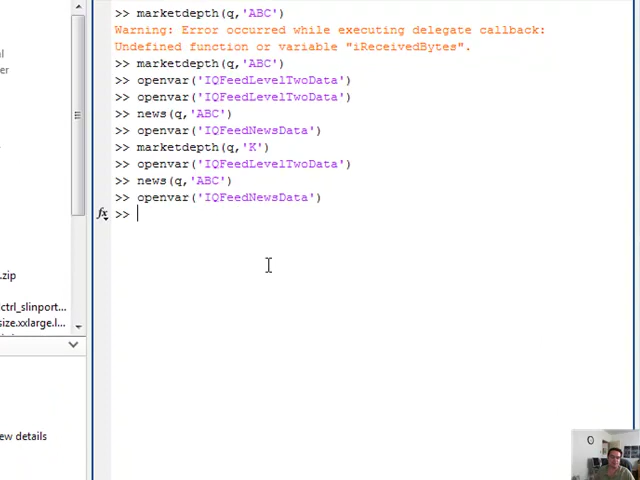 >> marketdepth(q,'ABC')
Warning: Error occurred while executing delegate callback:
Undefined function or variable "iReceivedBytes".
>> marketdepth(q,'ABC')
>> openvar('IQFeedLevelTwoData')
>> openvar('IQFeedLevelTwoData')
>> news(q,'ABC')
>> openvar('IQFeedNewsData')
>> marketdepth(q,'K')
>> openvar('IQFeedLevelTwoData')
>> news(q,'ABC')
>> openvar('IQFeedNewsData')
fx >>
.zip
ctrl_slinport...
size.xxlarge.l...
ew details